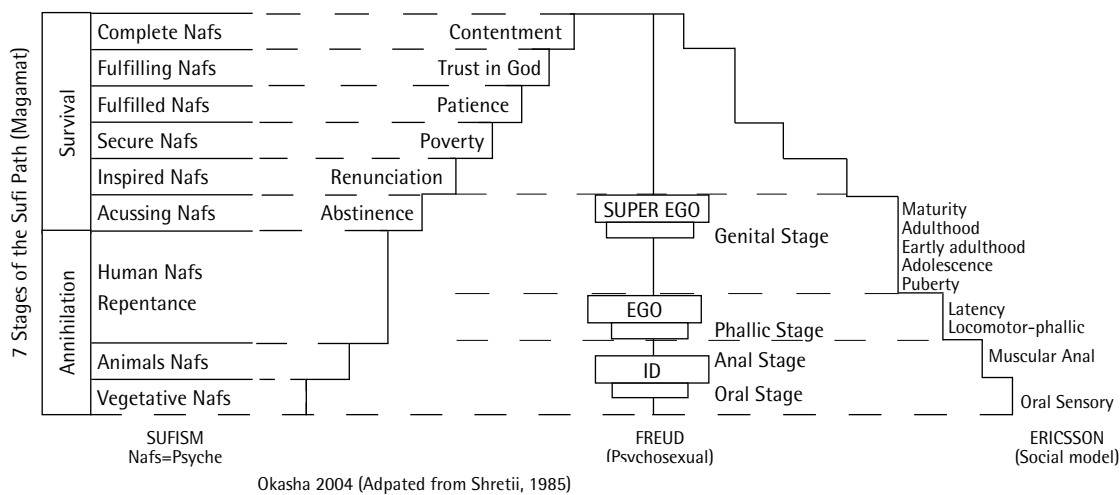 7 Stages of the Sufi Path (Magamat)
Survival
Annihilation
Complete Nafs
Contentment
Fulfilling Nafs
Trust in God
Fulfilled Nafs
Patience
Secure Nafs
Poverty
Inspired Nafs
Renunciation
Acussing Nafs
Abstinence
Human Nafs
Repentance
Animals Nafs
Vegetative Nafs
SUPER EGO
Genital Stage
EGO
Phallic Stage
ID
Anal Stage
Oral Stage
Maturity
Adulthood
Eartly adulthood
Adolescence
Puberty
Latency
Locomotor-phallic
Muscular Anal
Oral Sensory
SUFISM
Nafs=Psyche
FREUD
(Psychosexual)
ERICSSON
(Social model)
Okasha 2004 (Adpated from Shretii, 1985)